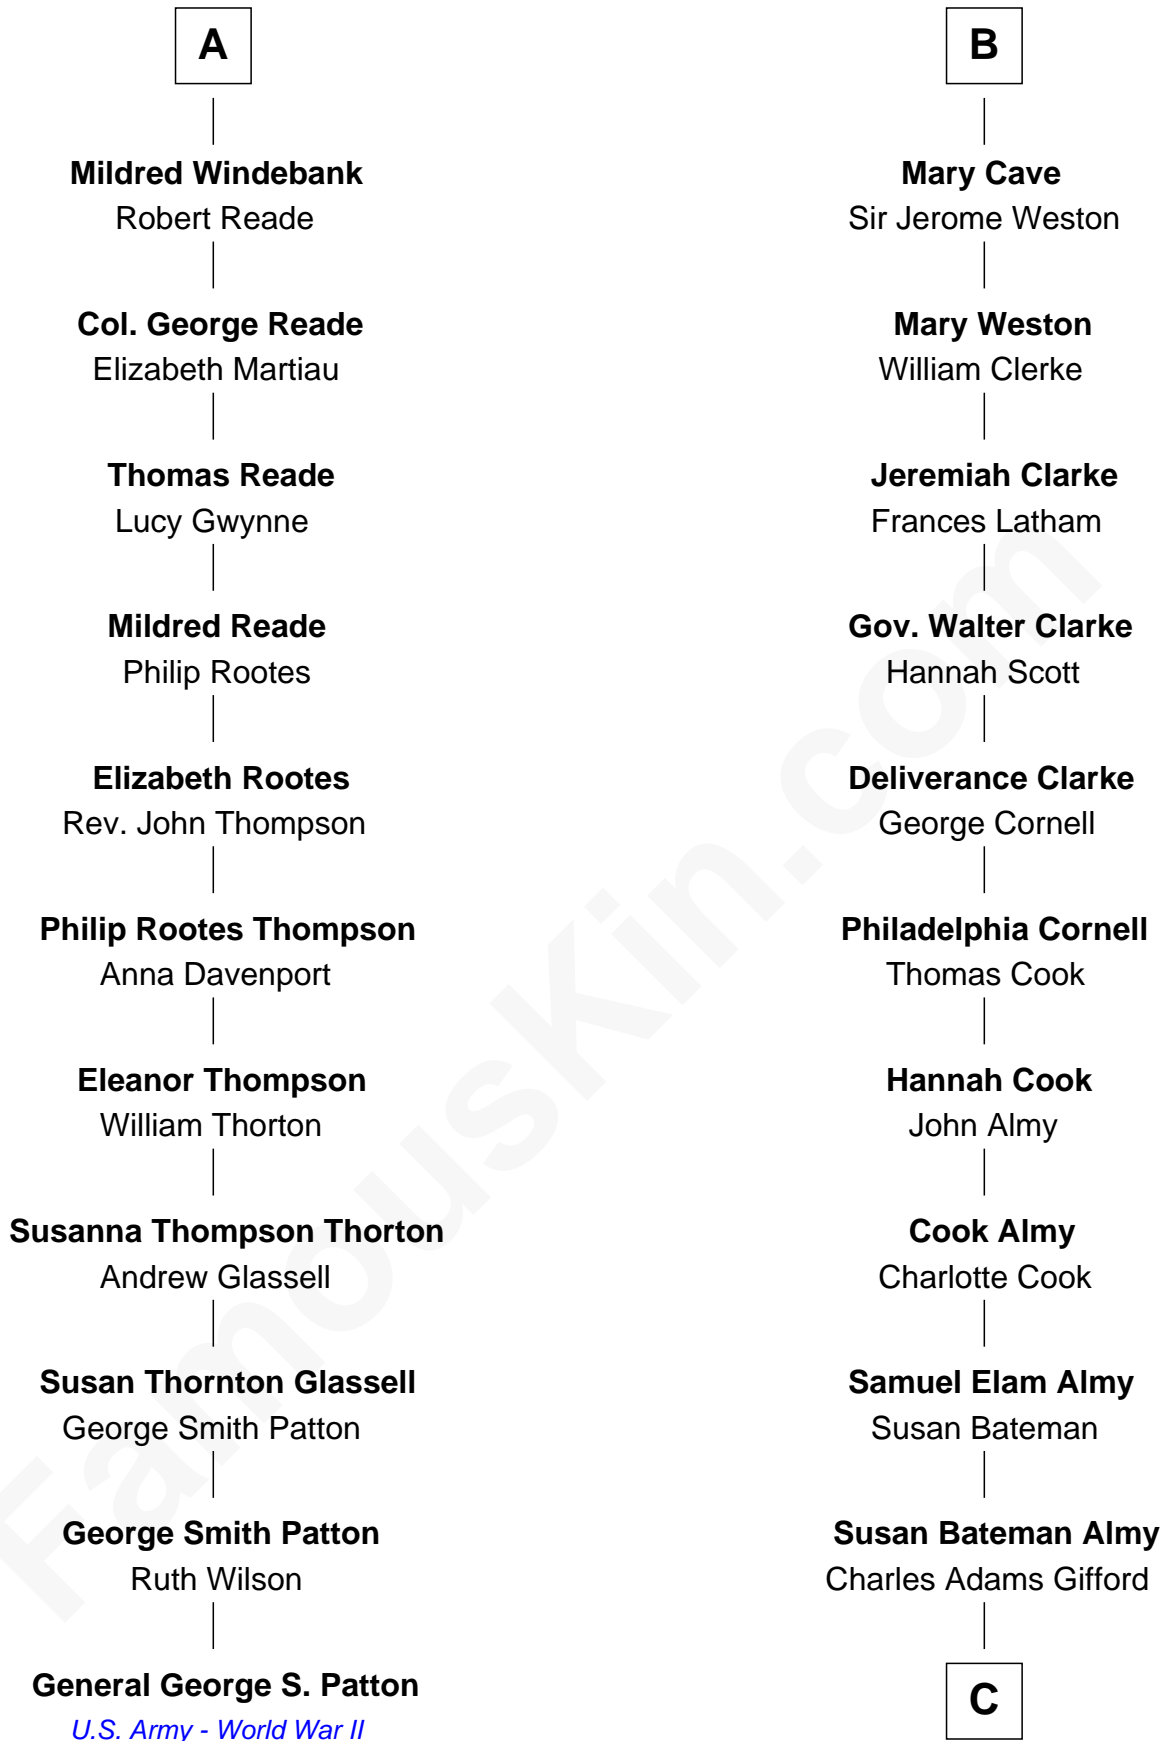 A
Mildred Windebank
Robert Reade
Col. George Reade
Elizabeth Martiau
Thomas Reade
Lucy Gwynne
Mildred Reade
Philip Rootes
Elizabeth Rootes
Rev. John Thompson
Philip Rootes Thompson
Anna Davenport
Eleanor Thompson
William Thorton
Susanna Thompson Thorton
Andrew Glassell
Susan Thornton Glassell
George Smith Patton
George Smith Patton
Ruth Wilson
General George S. Patton
U.S. Army - World War II
B
Mary Cave
Sir Jerome Weston
Mary Weston
William Clerke
Jeremiah Clarke
Frances Latham
Gov. Walter Clarke
Hannah Scott
Deliverance Clarke
George Cornell
Philadelphia Cornell
Thomas Cook
Hannah Cook
John Almy
Cook Almy
Charlotte Cook
Samuel Elam Almy
Susan Bateman
Susan Bateman Almy
Charles Adams Gifford
C
FamousKin.com